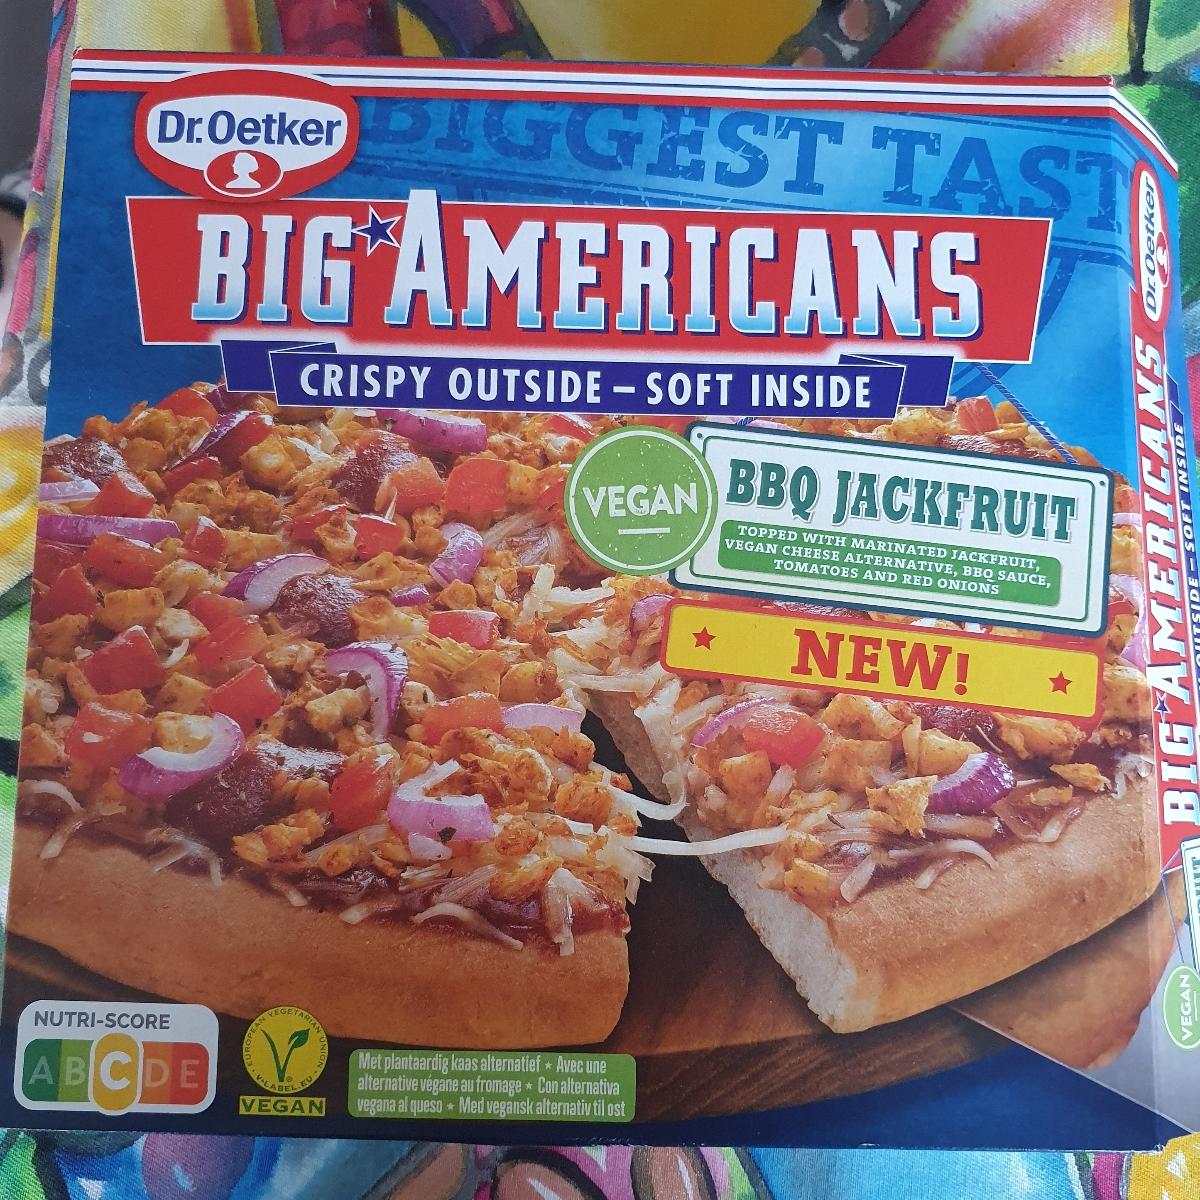 Dr.Oetker
BIGGEST TAST
BIG AMERICANS
CRISPY OUTSIDE – SOFT INSIDE
VEGAN
BBQ JACKFRUIT
TOPPED WITH MARINATED JACKFRUIT,
VEGAN CHEESE ALTERNATIVE, BBQ SAUCE,
TOMATOES AND RED ONIONS
NEW!
NUTRI-SCORE
A B C D E
EUROPEAN VEGETARIAN UNION
V-LABEL.EU
VEGAN
Met plantaardig kaas alternatief ★ Avec une
alternative végane au fromage ★ Con alternativa
vegana al queso ★ Med vegansk alternativ til ost
Dr.Oetker
BIG AMERICANS
OUTSIDE – SOFT INSIDE
VEGAN